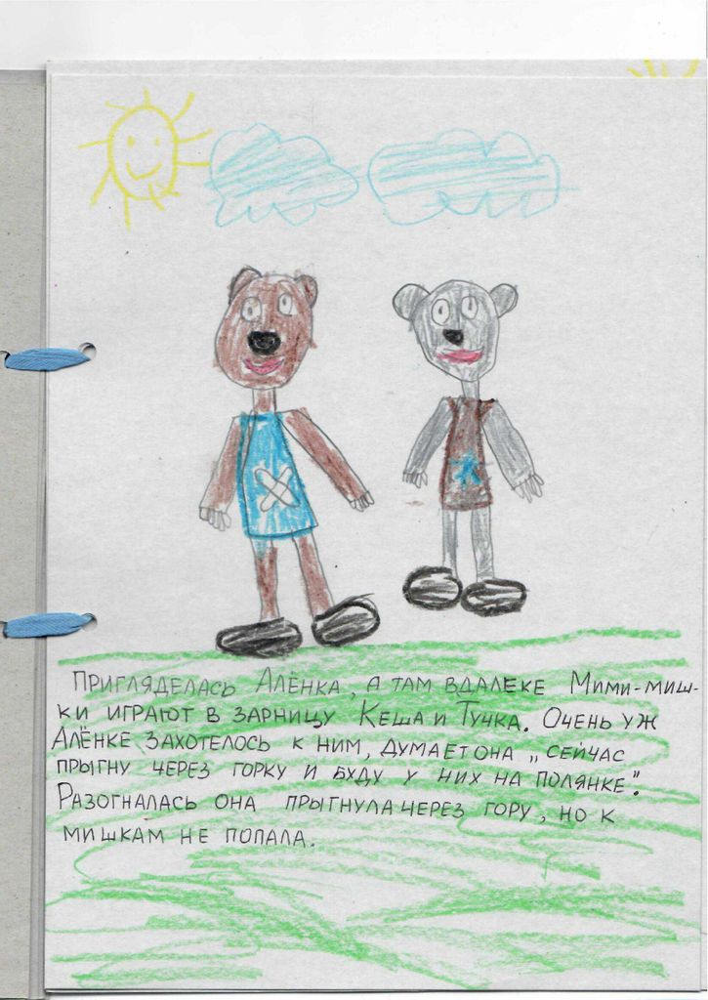 Пригляделась Алёнка, а там вдалеке Мими-миш-
ки играют в зарницу Кеша и Тучка. Очень уж
Алёнке захотелось к ним, думает она „сейчас
прыгну через горку и буду у них на полянке".
Разогналась она прыгнула через гору, но к
мишкам не попала.